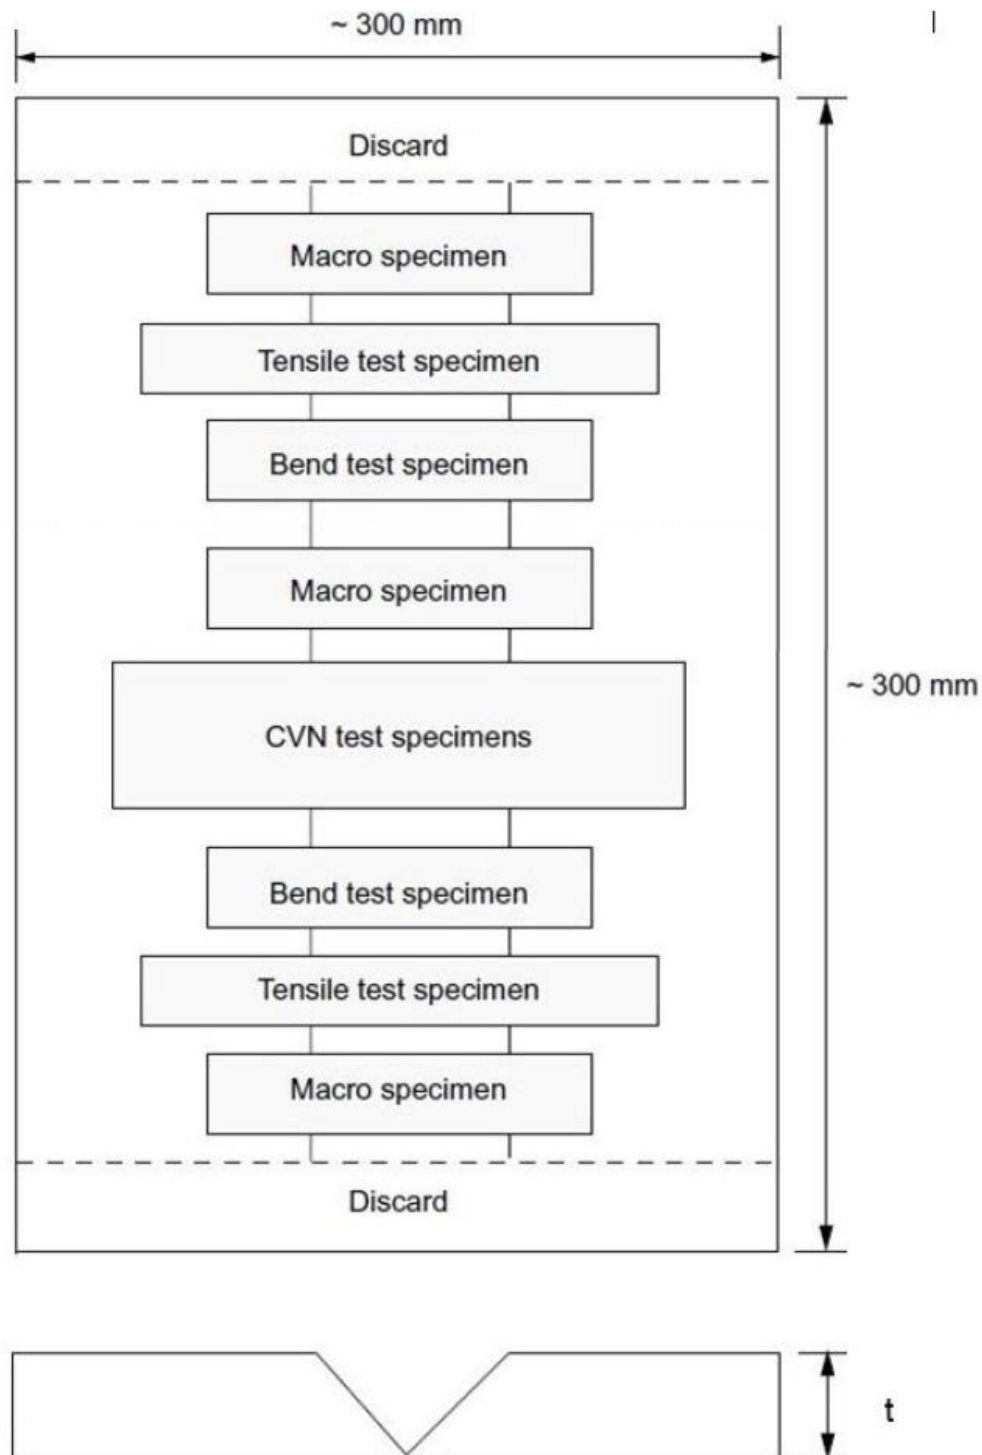 ~ 300 mm
Discard
Macro specimen
Tensile test specimen
Bend test specimen
Macro specimen
~ 300 mm
CVN test specimens
Bend test specimen
Tensile test specimen
Macro specimen
Discard
t